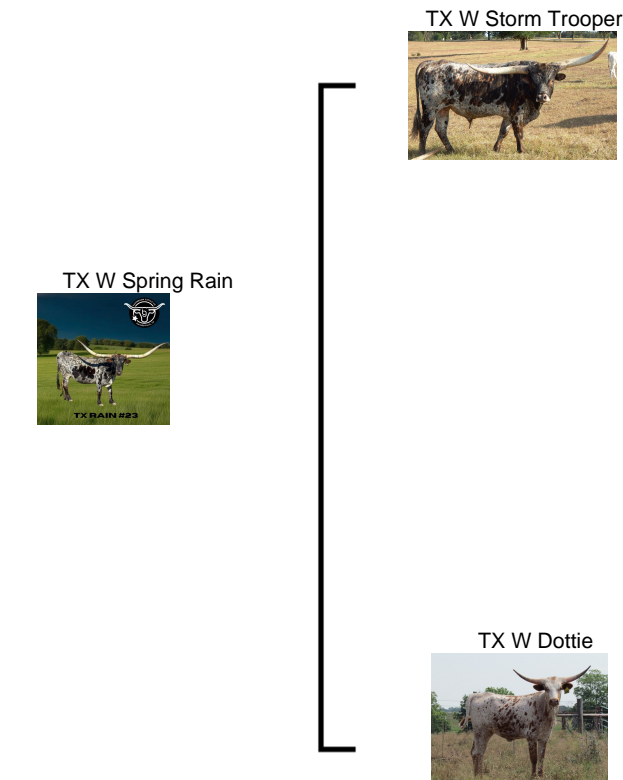 TX W Storm Trooper
TX W Spring Rain
TX RAIN #23
TX W Dottie